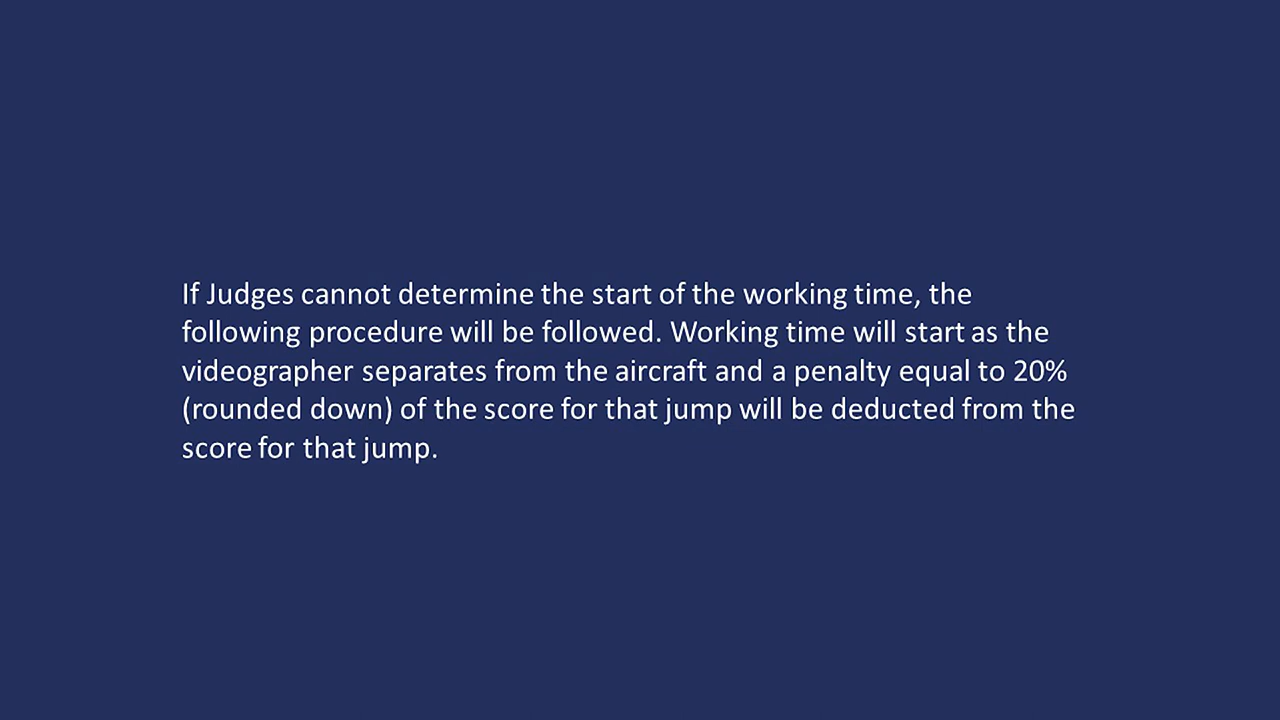 If Judges cannot determine the start of the working time, the
following procedure will be followed. Working time will start as the
videographer separates from the aircraft and a penalty equal to 20%
(rounded down) of the score for that jump will be deducted from the
score for that jump.